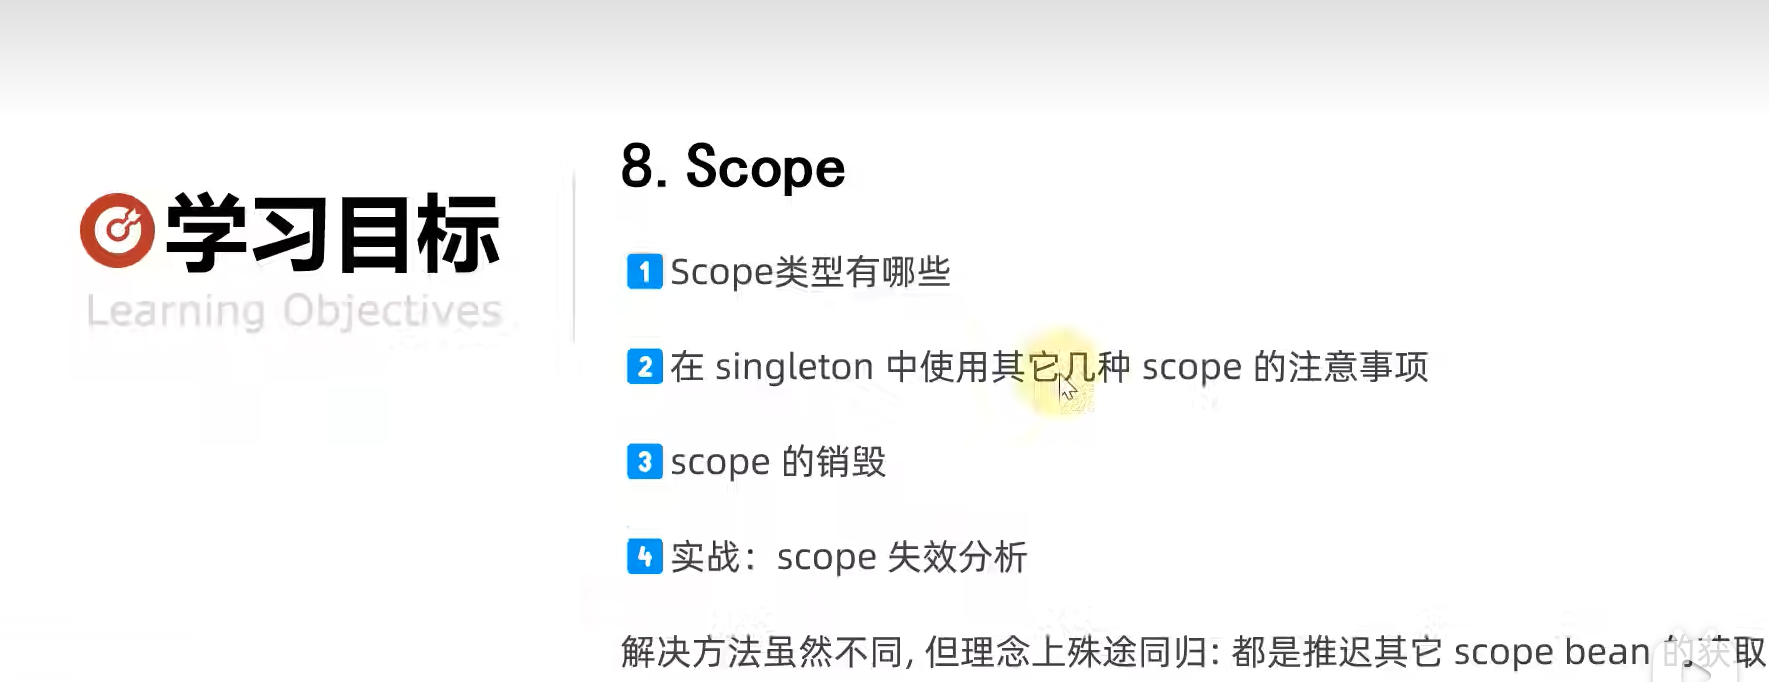 学习目标
Learning Objectives
8. Scope
1 Scope类型有哪些
2 在 singleton 中使用其它几种 scope 的注意事项
3 scope 的销毁
4 实战：scope 失效分析
解决方法虽然不同, 但理念上殊途同归: 都是推迟其它 scope bean 的获取